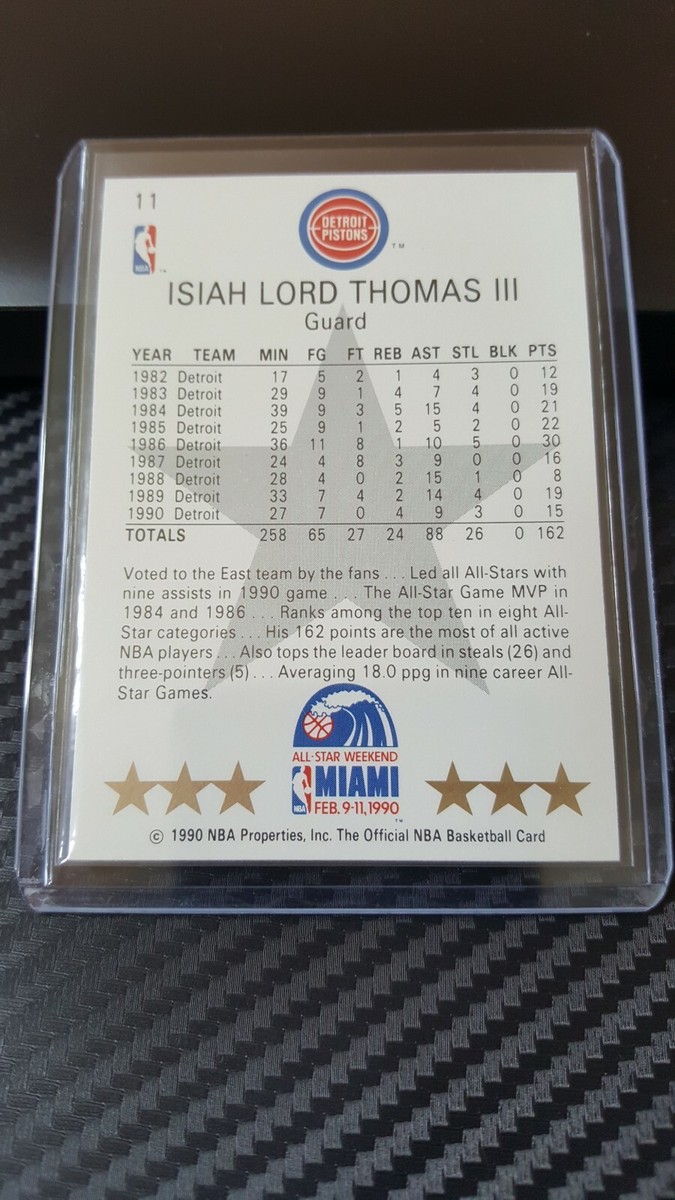 11
DETROIT
PISTONS
TM
NBA
ISIAH LORD THOMAS III
Guard
YEAR TEAM MIN FG FT REB AST STL BLK PTS
1982 Detroit 17 5 2 1 4 3 0 12
1983 Detroit 29 9 1 4 7 4 0 19
1984 Detroit 39 9 3 5 15 4 0 21
1985 Detroit 25 9 1 2 5 2 0 22
1986 Detroit 36 11 8 1 10 5 0 30
1987 Detroit 24 4 8 3 9 0 0 16
1988 Detroit 28 4 0 2 15 1 0 8
1989 Detroit 33 7 4 2 14 4 0 19
1990 Detroit 27 7 0 4 9 3 0 15
TOTALS 258 65 27 24 88 26 0 162
Voted to the East team by the fans . . . Led all All-Stars with
nine assists in 1990 game . . . The All-Star Game MVP in
1984 and 1986 . . . Ranks among the top ten in eight All-
Star categories . . . His 162 points are the most of all active
NBA players . . . Also tops the leader board in steals (26) and
three-pointers (5) . . . Averaging 18.0 ppg in nine career All-
Star Games.
ALL-STAR WEEKEND
NBA
MIAMI
FEB. 9-11, 1990
TM
© 1990 NBA Properties, Inc. The Official NBA Basketball Card